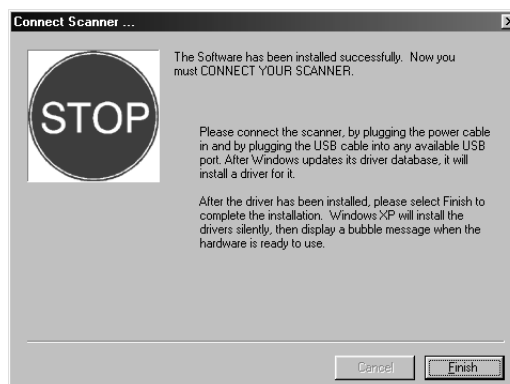 Connect Scanner ...
STOP
The Software has been installed successfully. Now you
must CONNECT YOUR SCANNER.
Please connect the scanner, by plugging the power cable
in and by plugging the USB cable into any available USB
port. After Windows updates its driver database, it will
install a driver for it.
After the driver has been installed, please select Finish to
complete the installation. Windows XP will install the
drivers silently, then display a bubble message when the
hardware is ready to use.
Cancel
Finish